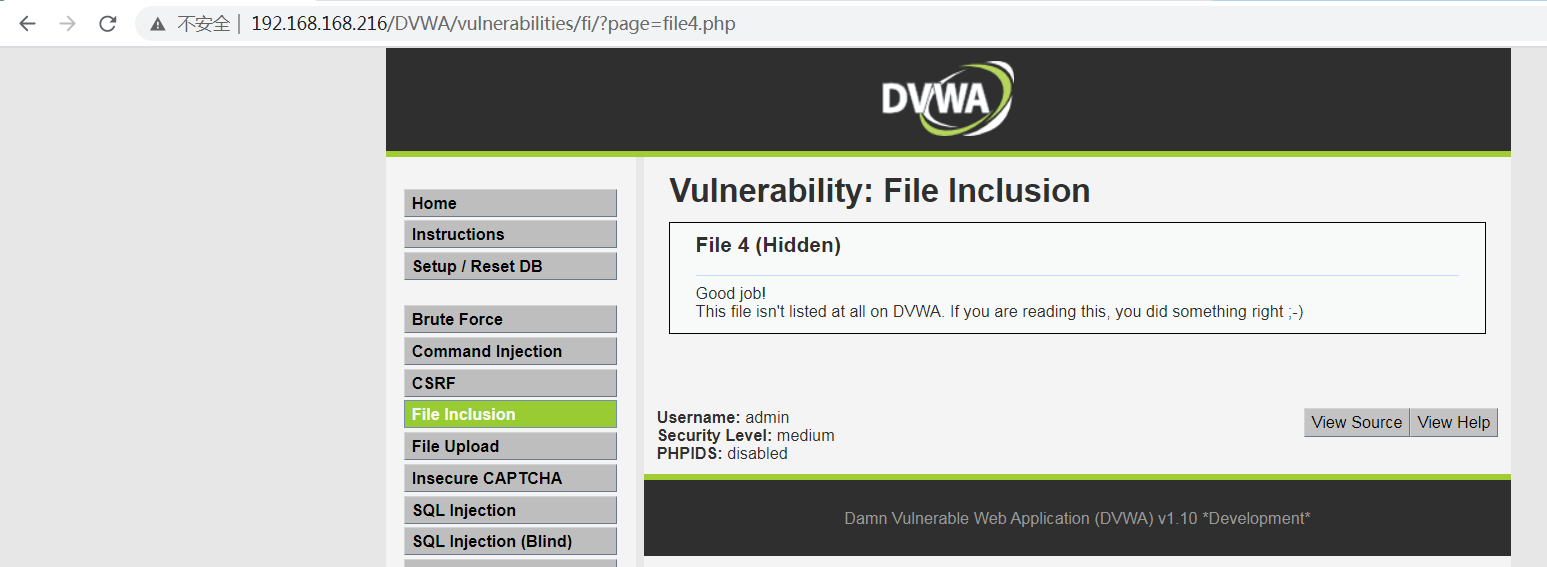 不安全 | 192.168.168.216/DVWA/vulnerabilities/fi/?page=file4.php
DVWA
Home
Instructions
Setup / Reset DB
Brute Force
Command Injection
CSRF
File Inclusion
File Upload
Insecure CAPTCHA
SQL Injection
SQL Injection (Blind)
Vulnerability: File Inclusion
File 4 (Hidden)
Good job!
This file isn't listed at all on DVWA. If you are reading this, you did something right ;-)
Username: admin
Security Level: medium
PHPIDS: disabled
View Source View Help
Damn Vulnerable Web Application (DVWA) v1.10 *Development*